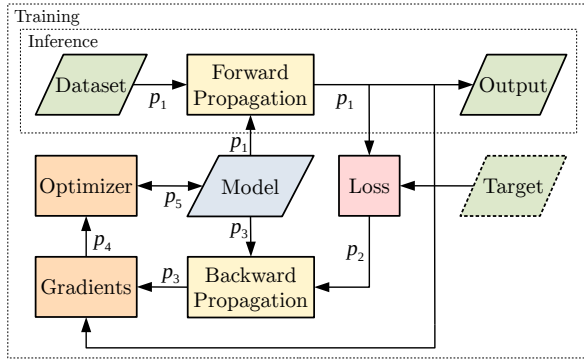 Training
Inference
Dataset
p₁
Forward
Propagation
p₁
Output
p₁
Optimizer
p₅
Model
Loss
Target
p₃
p₂
p₄
Gradients
p₃
Backward
Propagation